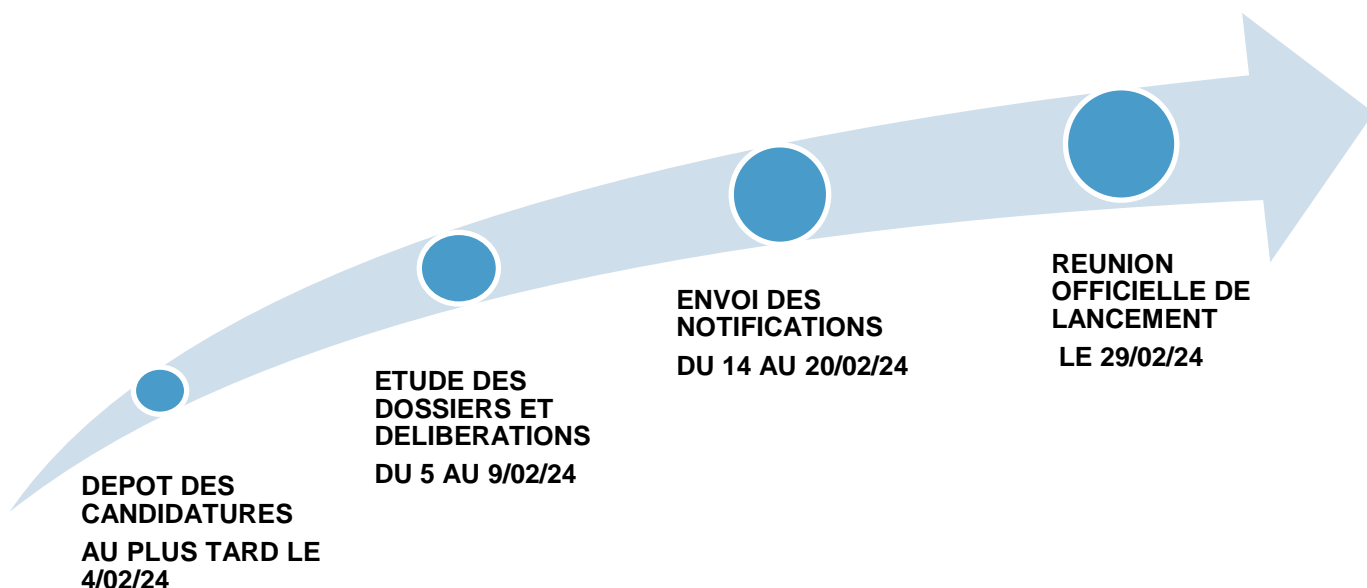 DEPOT DES
CANDIDATURES
AU PLUS TARD LE
4/02/24
ETUDE DES
DOSSIERS ET
DELIBERATIONS
DU 5 AU 9/02/24
ENVOI DES
NOTIFICATIONS
DU 14 AU 20/02/24
REUNION
OFFICIELLE DE
LANCEMENT
LE 29/02/24